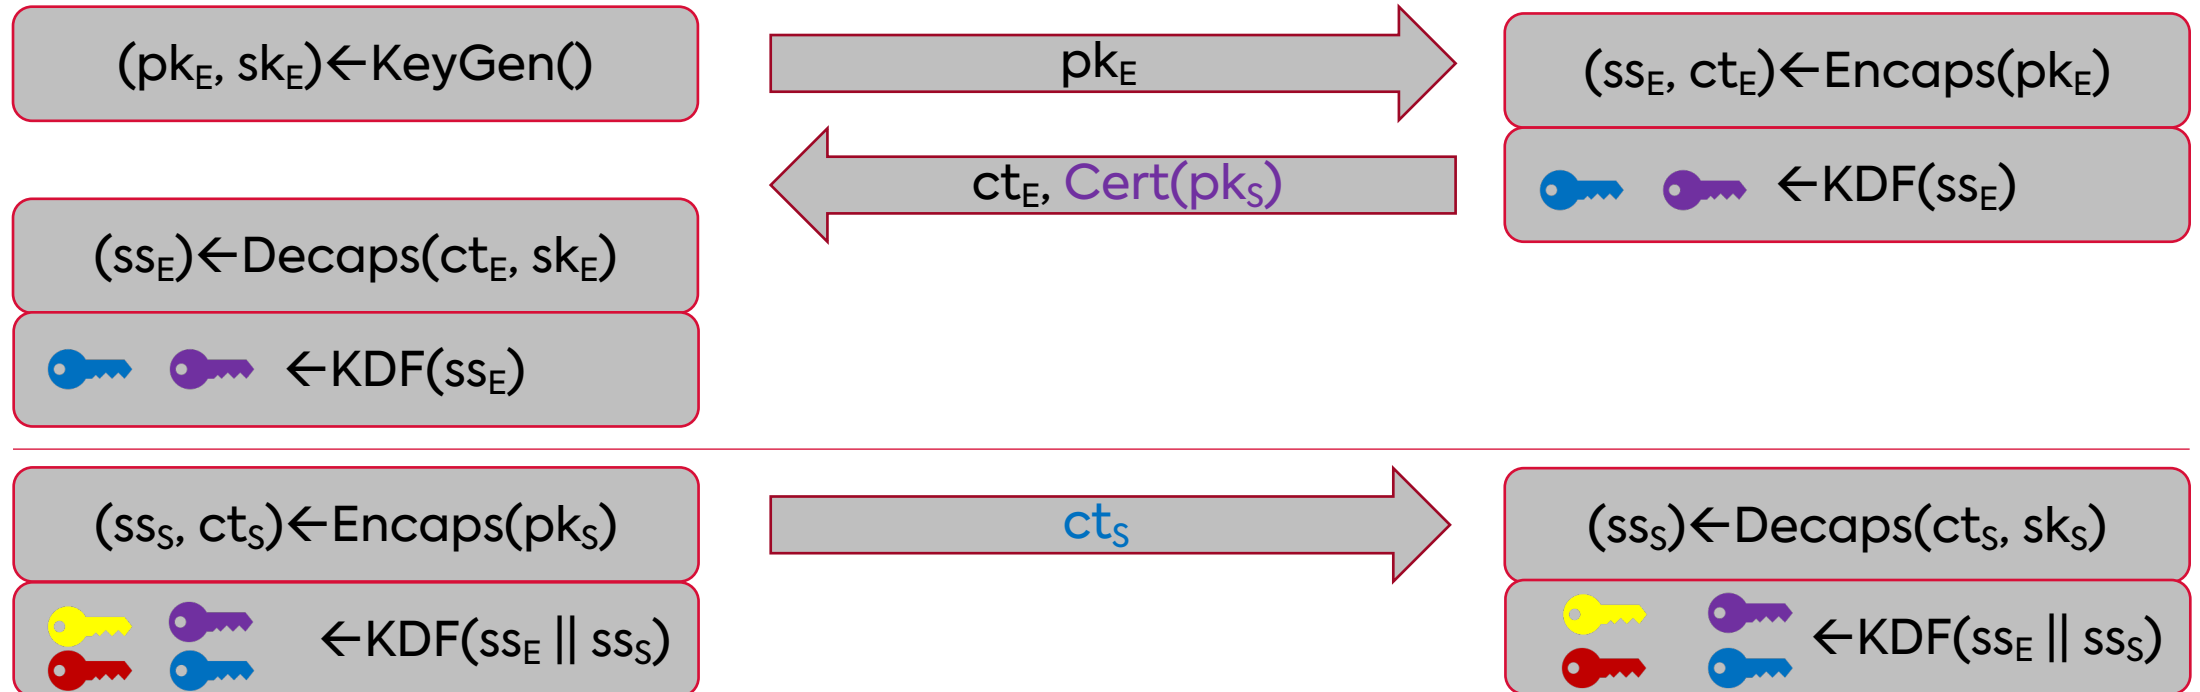 (pkE, skE)←KeyGen()
pkE
(ssE, ctE)←Encaps(pkE)
←KDF(ssE)
ctE, Cert(pkS)
(ssE)←Decaps(ctE, skE)
←KDF(ssE)
(ssS, ctS)←Encaps(pkS)
ctS
(ssS)←Decaps(ctS, skS)
←KDF(ssE || ssS)
←KDF(ssE || ssS)